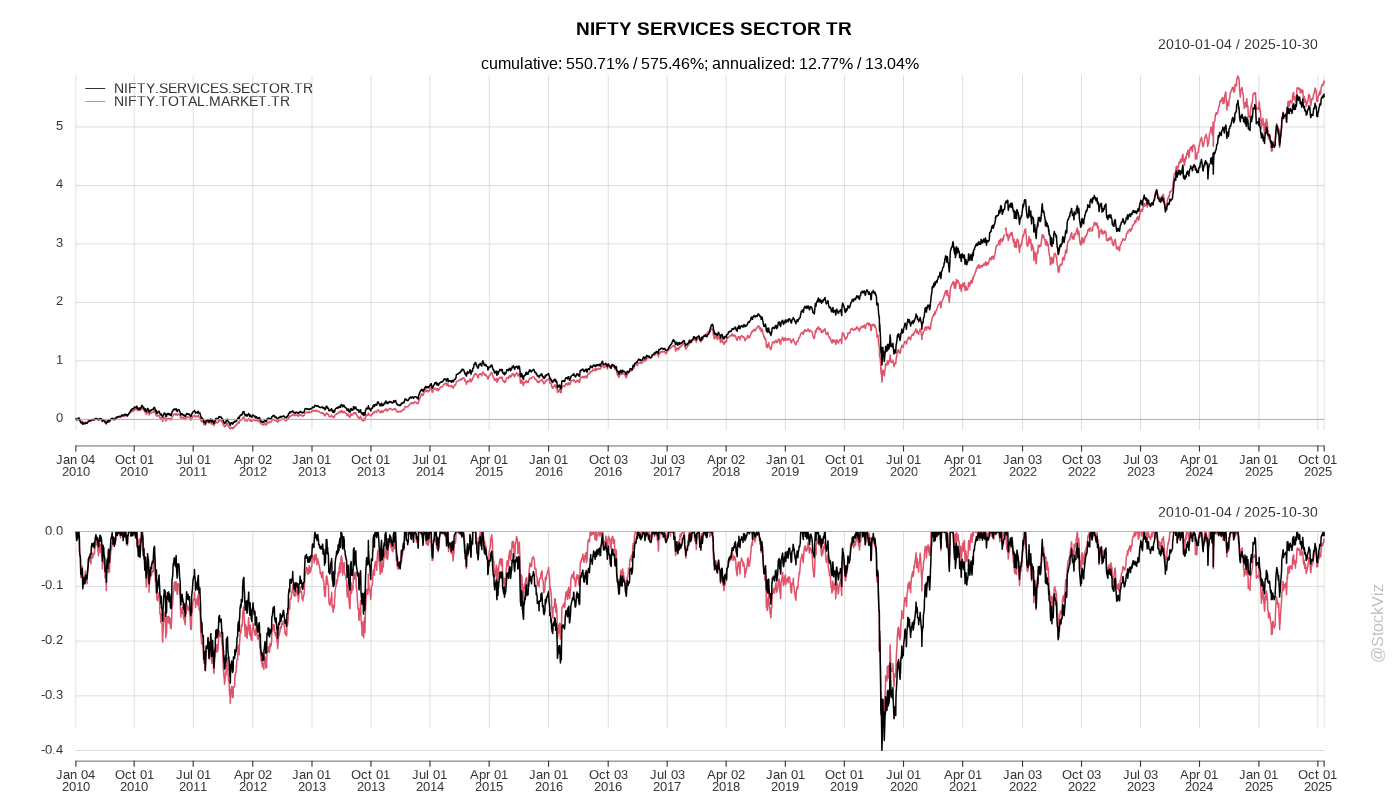 NIFTY SERVICES SECTOR TR
2010-01-04 / 2025-10-30
cumulative: 550.71% / 575.46%; annualized: 12.77% / 13.04%
NIFTY.SERVICES.SECTOR.TR
NIFTY.TOTAL.MARKET.TR
5
4
3
2
1
0
Jan 04 Oct 01 Jul 01 Apr 02 Jan 01 Oct 01 Jul 01 Apr 01 Jan 01 Oct 03 Jul 03 Apr 02 Jan 01 Oct 01 Jul 01 Apr 01 Jan 03 Oct 03 Jul 03 Apr 01 Jan 01 Oct 01
2010 2010 2011 2012 2013 2013 2014 2015 2016 2016 2017 2018 2019 2019 2020 2021 2022 2022 2023 2024 2025 2025
2010-01-04 / 2025-10-30
0.0
-0.1
-0.2
-0.3
-0.4
Jan 04 Oct 01 Jul 01 Apr 02 Jan 01 Oct 01 Jul 01 Apr 01 Jan 01 Oct 03 Jul 03 Apr 02 Jan 01 Oct 01 Jul 01 Apr 01 Jan 03 Oct 03 Jul 03 Apr 01 Jan 01 Oct 01
2010 2010 2011 2012 2013 2013 2014 2015 2016 2016 2017 2018 2019 2019 2020 2021 2022 2022 2023 2024 2025 2025
@StockViz